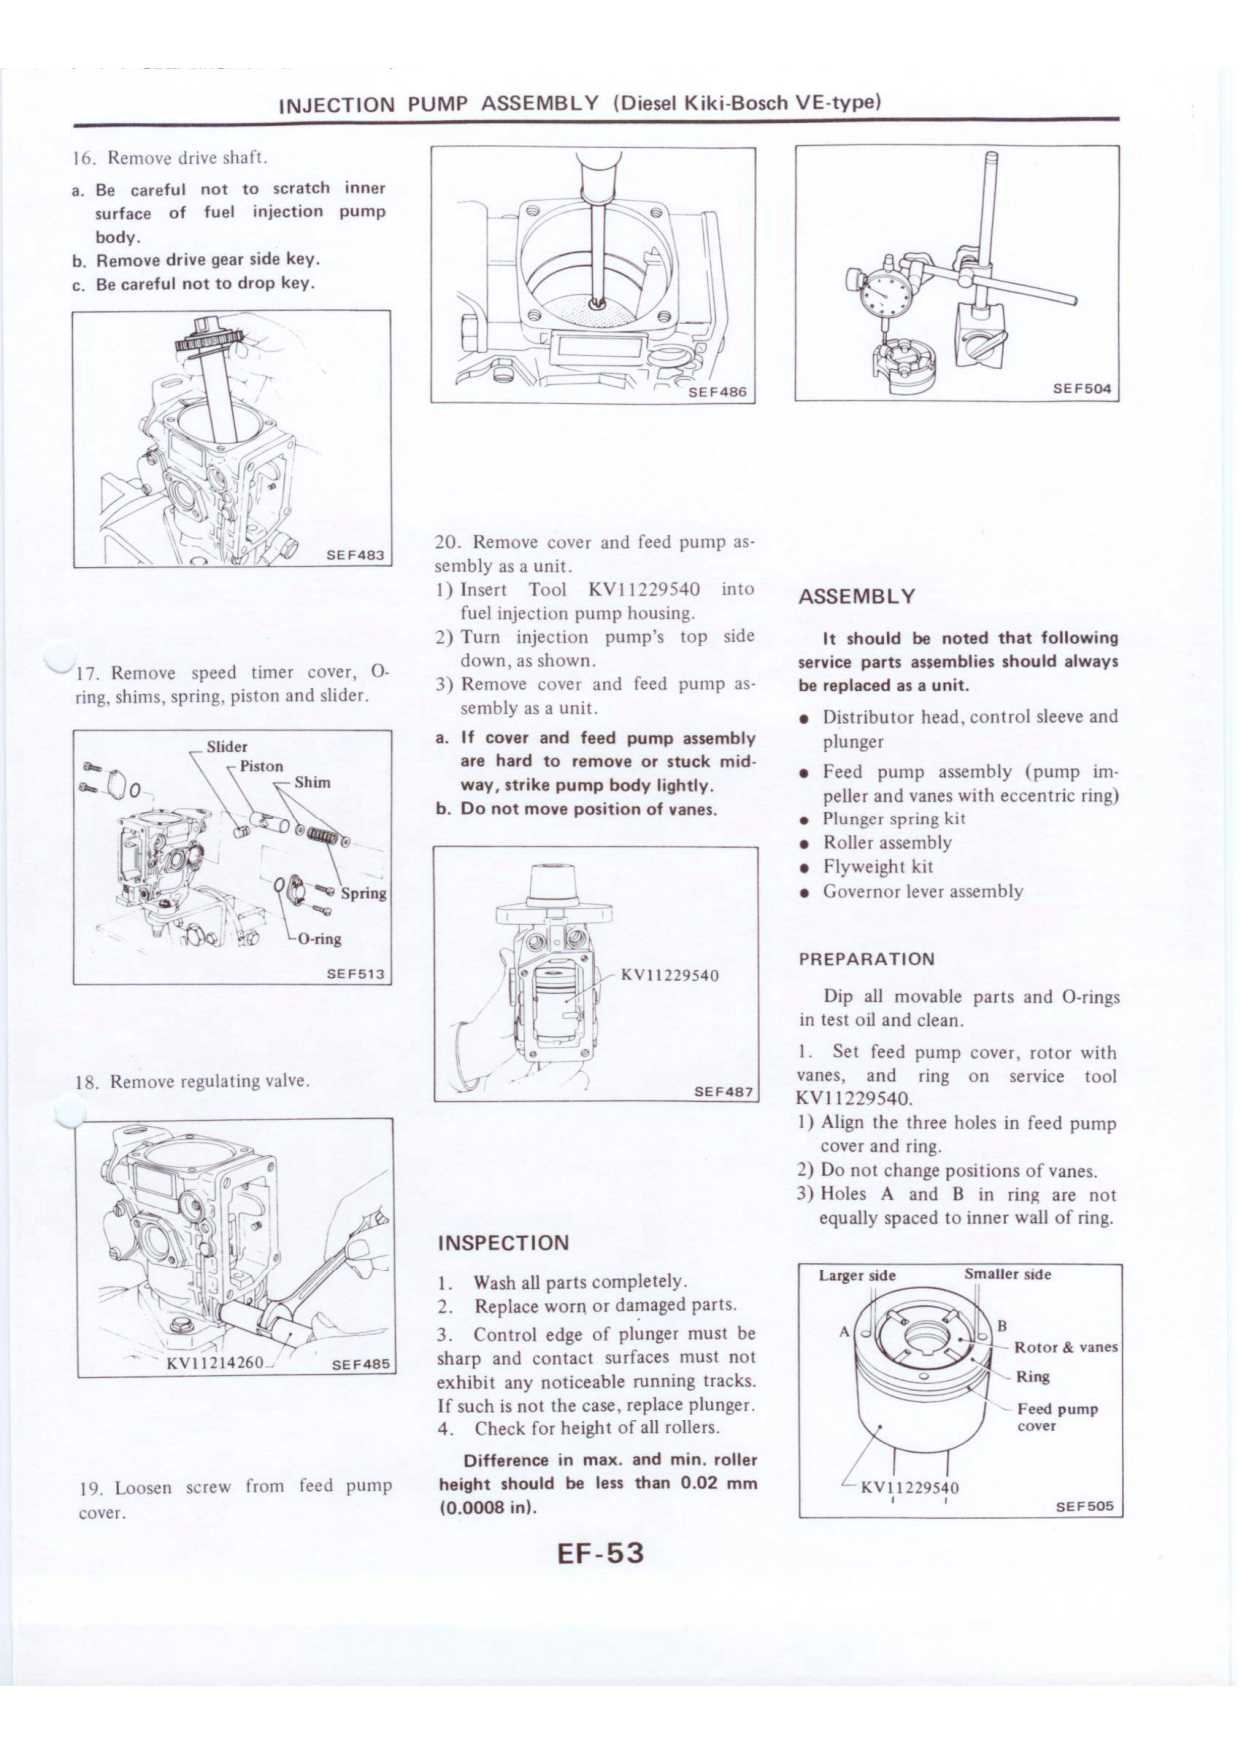 INJECTION PUMP ASSEMBLY (Diesel Kiki-Bosch VE-type)
16. Remove drive shaft.
a. Be careful not to scratch inner
surface of fuel injection pump
body.
b. Remove drive gear side key.
c. Be careful not to drop key.
SEF483
17. Remove speed timer cover, O-
ring, shims, spring, piston and slider.
Slider
Piston
Shim
Spring
O-ring
SEF513
18. Remove regulating valve.
KV11214260
SEF485
19. Loosen screw from feed pump
cover.
SEF486
20. Remove cover and feed pump as-
sembly as a unit.
1) Insert Tool KV11229540 into
fuel injection pump housing.
2) Turn injection pump's top side
down, as shown.
3) Remove cover and feed pump as-
sembly as a unit.
a. If cover and feed pump assembly
are hard to remove or stuck mid-
way, strike pump body lightly.
b. Do not move position of vanes.
KV11229540
SEF487
INSPECTION
1. Wash all parts completely.
2. Replace worn or damaged parts.
3. Control edge of plunger must be
sharp and contact surfaces must not
exhibit any noticeable running tracks.
If such is not the case, replace plunger.
4. Check for height of all rollers.
Difference in max. and min. roller
height should be less than 0.02 mm
(0.0008 in).
SEF504
ASSEMBLY
It should be noted that following
service parts assemblies should always
be replaced as a unit.
● Distributor head, control sleeve and
plunger
● Feed pump assembly (pump im-
peller and vanes with eccentric ring)
● Plunger spring kit
● Roller assembly
● Flyweight kit
● Governor lever assembly
PREPARATION
Dip all movable parts and O-rings
in test oil and clean.
1. Set feed pump cover, rotor with
vanes, and ring on service tool
KV11229540.
1) Align the three holes in feed pump
cover and ring.
2) Do not change positions of vanes.
3) Holes A and B in ring are not
equally spaced to inner wall of ring.
Larger side
Smaller side
A
B
Rotor & vanes
Ring
Feed pump
cover
KV11229540
SEF505
EF-53